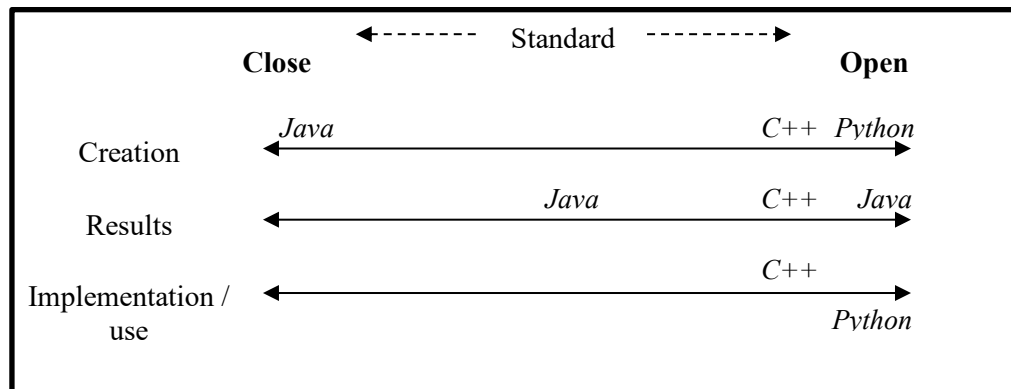 Standard
Close Open
Java C++ Python
Creation
Java C++ Java
Results
C++
Implementation /
use
Python